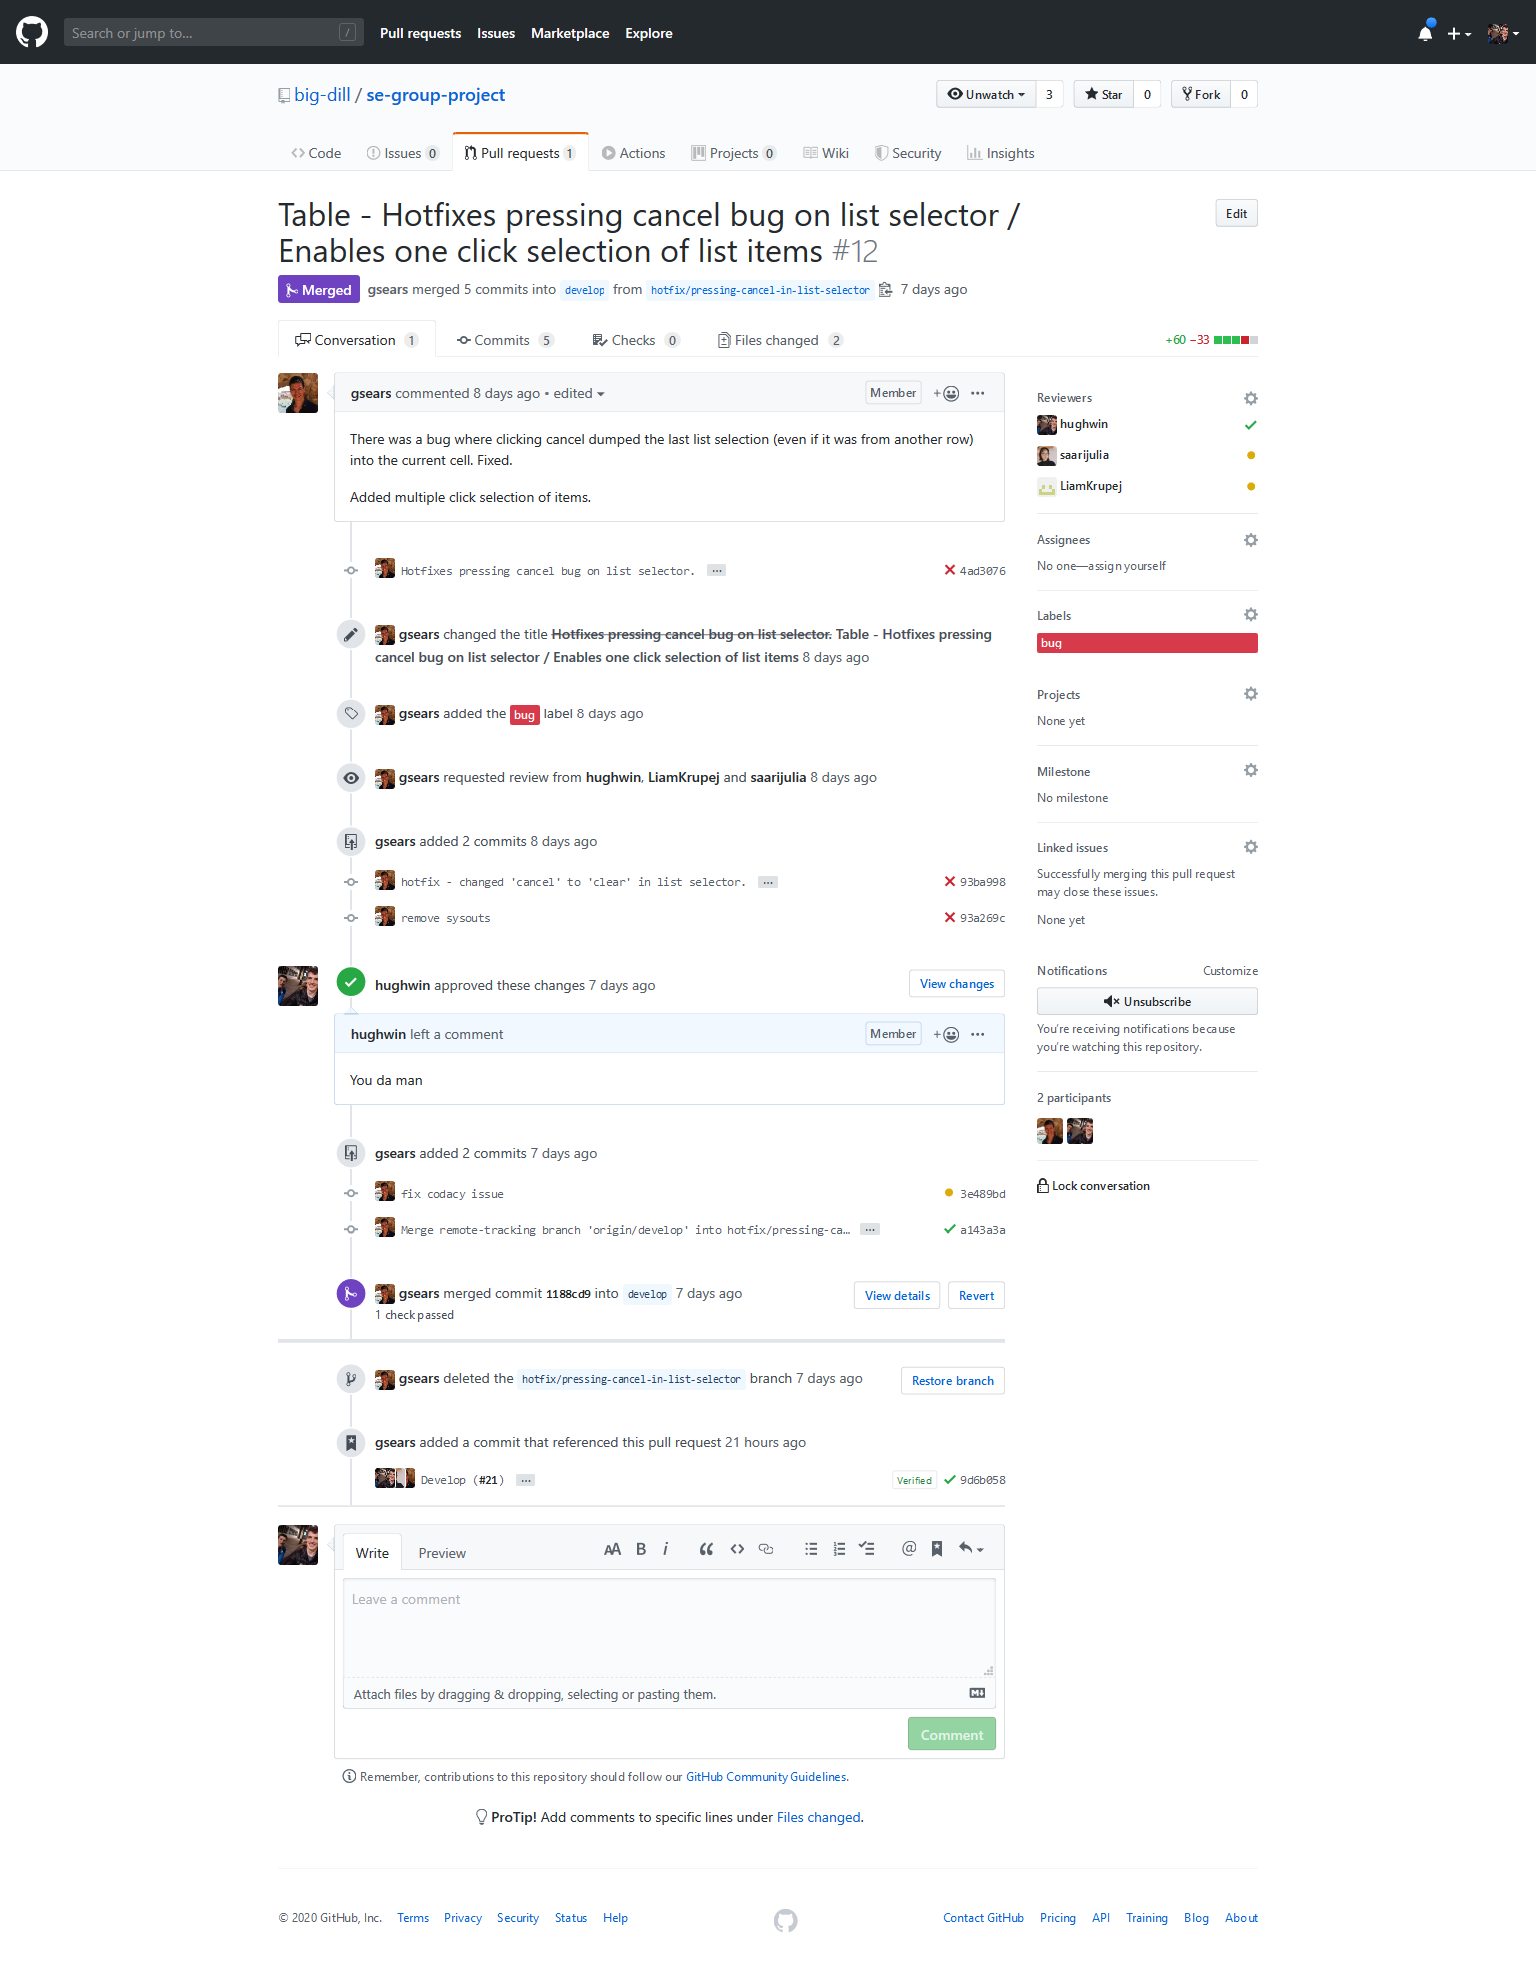 Search or jump to... /
Pull requests Issues Marketplace Explore
big-dill / se-group-project
Unwatch 3 Star 0 Fork 0
Code Issues 0 Pull requests 1 Actions Projects 0 Wiki Security Insights
Table - Hotfixes pressing cancel bug on list selector /
Enables one click selection of list items #12
Edit
Merged gsears merged 5 commits into develop from hotfix/pressing-cancel-in-list-selector 7 days ago
Conversation 1 Commits 5 Checks 0 Files changed 2 +60 −33
gsears commented 8 days ago • edited Member
There was a bug where clicking cancel dumped the last list selection (even if it was from another row)
into the current cell. Fixed.
Added multiple click selection of items.
Hotfixes pressing cancel bug on list selector. ... 4ad3076
gsears changed the title Hotfixes pressing cancel bug on list selector. Table - Hotfixes pressing
cancel bug on list selector / Enables one click selection of list items 8 days ago
gsears added the bug label 8 days ago
gsears requested review from hughwin, LiamKrupej and saarijulia 8 days ago
gsears added 2 commits 8 days ago
hotfix - changed 'cancel' to 'clear' in list selector. ... 93ba998
remove sysouts 93a269c
hughwin approved these changes 7 days ago View changes
hughwin left a comment Member
You da man
gsears added 2 commits 7 days ago
fix codacy issue 3e489bd
Merge remote-tracking branch 'origin/develop' into hotfix/pressing-ca… ... a143a3a
gsears merged commit 1188cd9 into develop 7 days ago View details Revert
1 check passed
gsears deleted the hotfix/pressing-cancel-in-list-selector branch 7 days ago Restore branch
gsears added a commit that referenced this pull request 21 hours ago
Develop (#21) ... Verified 9d6b058
Reviewers
hughwin
saarijulia
LiamKrupej
Assignees
No one—assign yourself
Labels
bug
Projects
None yet
Milestone
No milestone
Linked issues
Successfully merging this pull request
may close these issues.
None yet
Notifications Customize
Unsubscribe
You're receiving notifications because
you're watching this repository.
2 participants
Lock conversation
Write Preview AA B i
Leave a comment
Attach files by dragging & dropping, selecting or pasting them.
Comment
Remember, contributions to this repository should follow our GitHub Community Guidelines.
ProTip! Add comments to specific lines under Files changed.
© 2020 GitHub, Inc. Terms Privacy Security Status Help
Contact GitHub Pricing API Training Blog About